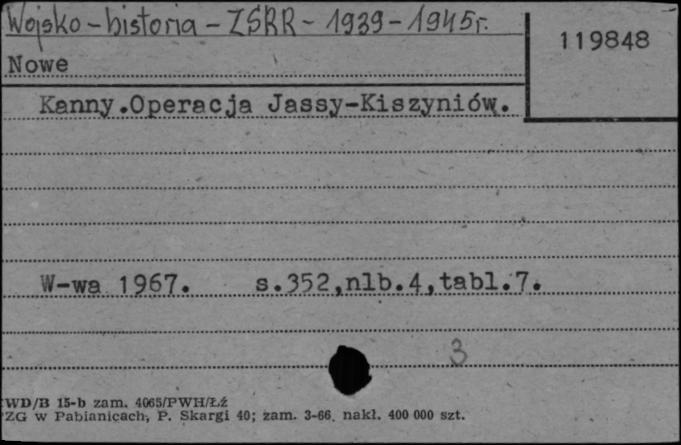 Wojsko - historia - ZSRR - 1939 - 1945 r.
119848
Nowe
Kanny.Operacja Jassy-Kiszyniów.
W-wa 1967. s.352,nlb.4,tabl.7.
3
WD/B 15-b zam. 4065/PWH/Łź
ZG w Pabianicach, P. Skargi 40; zam. 3-66. nakł. 400 000 szt.